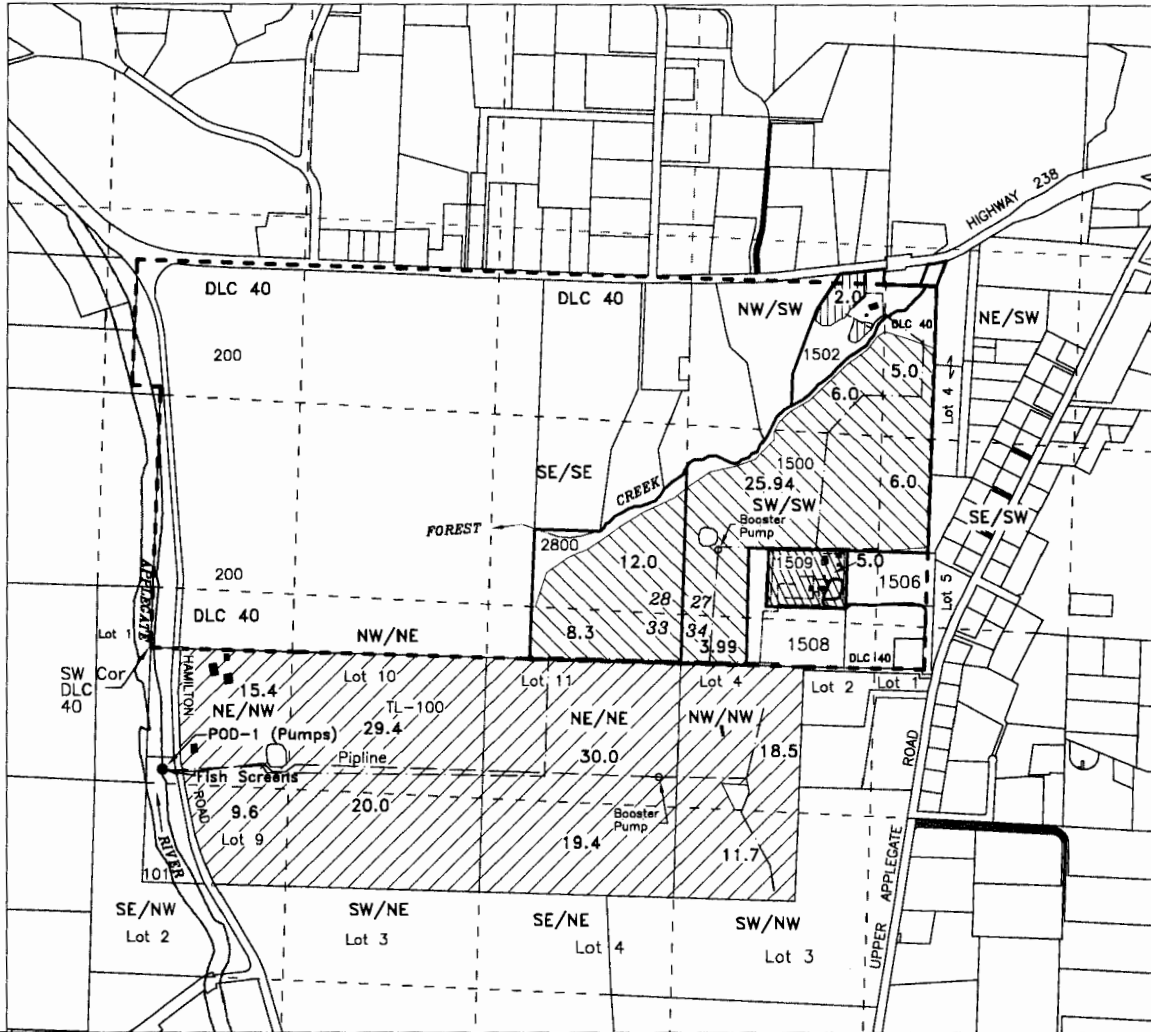 HIGHWAY 238
DLC 40
DLC 40
NW/SW
2.0
DLC 40
NE/SW
200
1502
5.0
6.0
Lot 4
SE/SE
1500
25.94
SW/SW
6.0
CREEK
FOREST
SE/SW
2800
Booster
Pump
12.0
1509
5.0
1506
Lot 5
200
APPLEGATE
DLC 40
28 27
33 34
8.3
3.99
1508
Lot 1
NW/NE
DLC 40
SW Cor
DLC
40
HAMILTON
15.4
Lot 10
Lot 11
Lot 4
Lot 2
Lot 1
NE/NW
TL-100
29.4
NE/NE
NW/NW
POD-1 (Pumps)
30.0
18.5
Pipline
Fish Screens
ROAD
9.6
20.0
Booster
Pump
Lot 9
19.4
11.7
RIVER
101
UPPER APPLEGATE ROAD
SE/NW
SW/NE
SE/NE
SW/NW
Lot 2
Lot 3
Lot 4
Lot 3